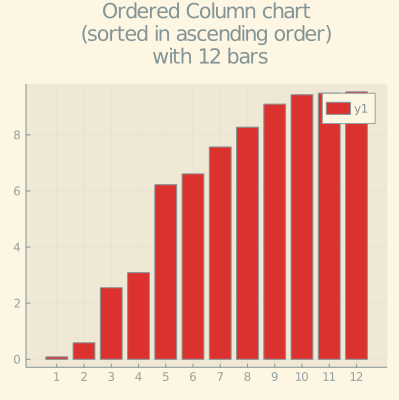 Ordered Column chart
(sorted in ascending order)
with 12 bars
y1
8
6
4
2
0
1 2 3 4 5 6 7 8 9 10 11 12